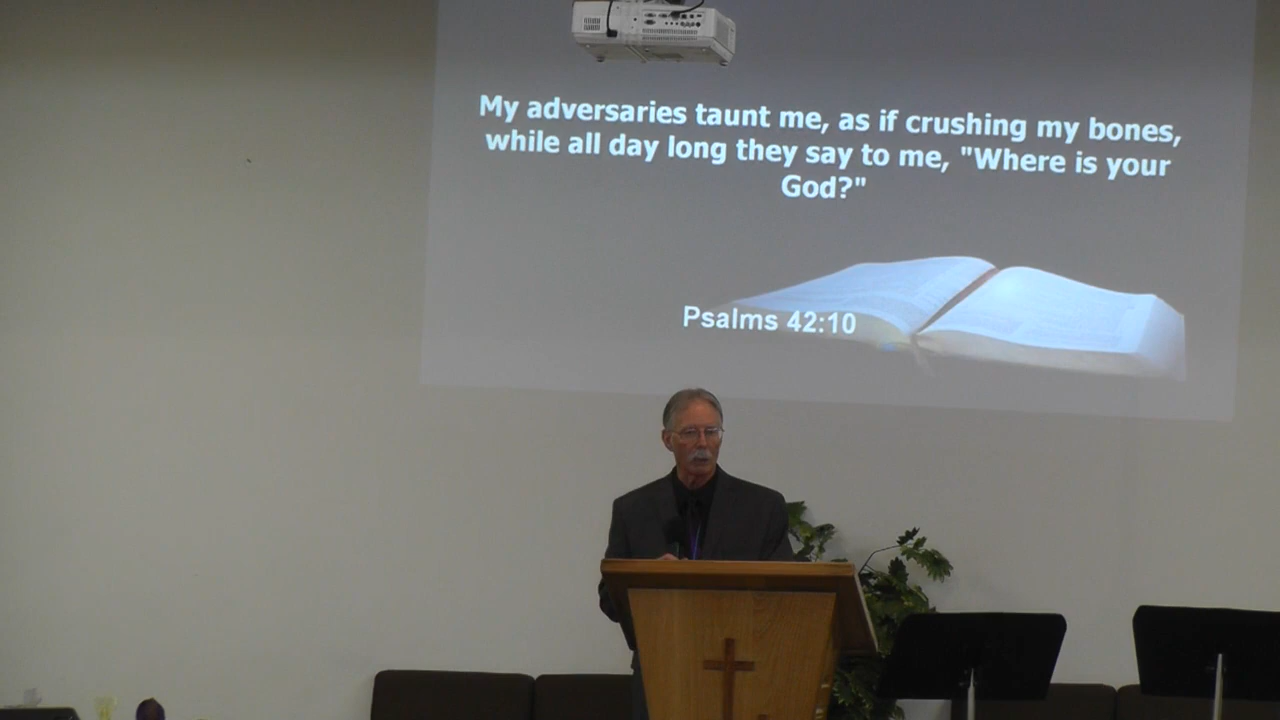 My adversaries taunt me, as if crushing my bones,
while all day long they say to me, "Where is your
God?"
Psalms 42:10